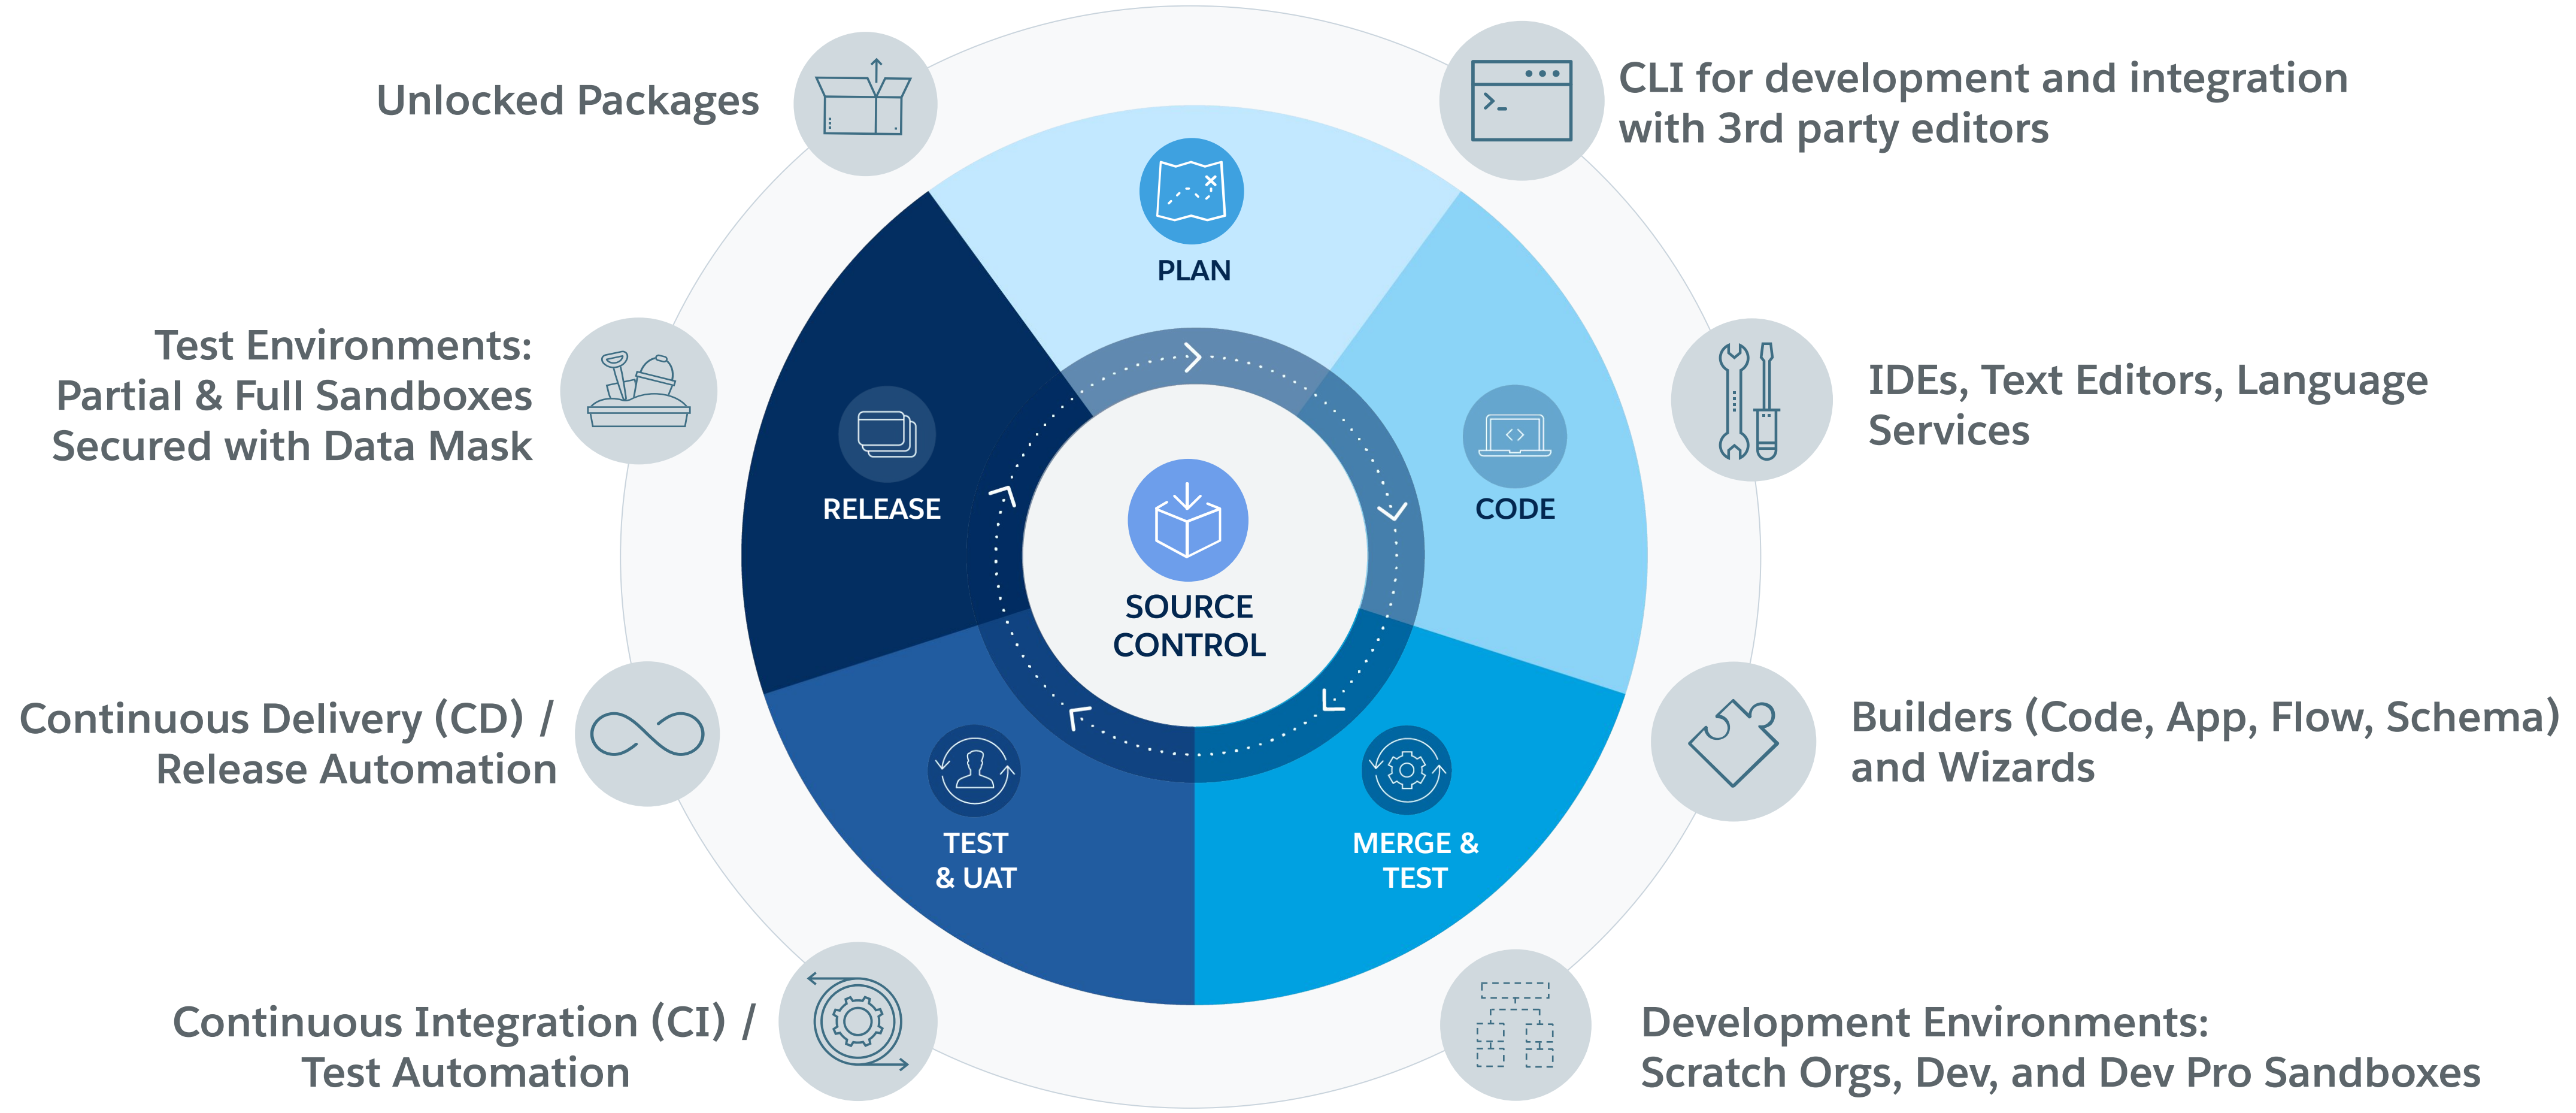 Unlocked Packages
CLI for development and integration
with 3rd party editors
PLAN
Test Environments:
Partial & Full Sandboxes
Secured with Data Mask
IDEs, Text Editors, Language
Services
RELEASE
CODE
SOURCE
CONTROL
Continuous Delivery (CD) /
Release Automation
Builders (Code, App, Flow, Schema)
and Wizards
TEST
& UAT
MERGE &
TEST
Continuous Integration (CI) /
Test Automation
Development Environments:
Scratch Orgs, Dev, and Dev Pro Sandboxes